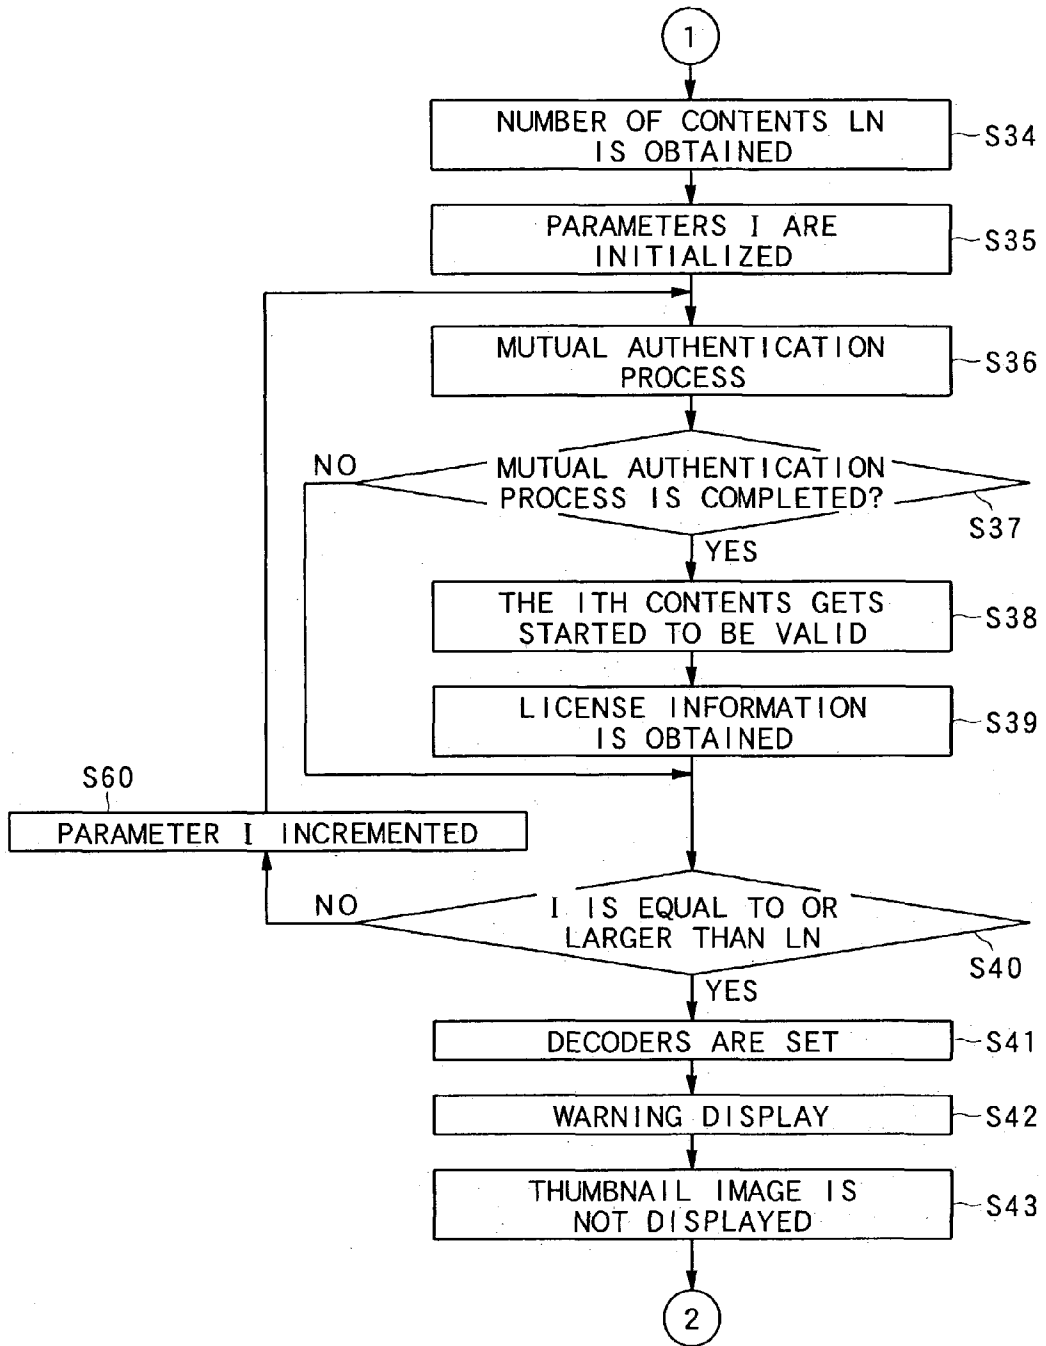 1
NUMBER OF CONTENTS LN
IS OBTAINED
S34
PARAMETERS I ARE
INITIALIZED
S35
MUTUAL AUTHENTICATION
PROCESS
S36
NO
MUTUAL AUTHENTICATION
PROCESS IS COMPLETED?
S37
YES
THE ITH CONTENTS GETS
STARTED TO BE VALID
S38
LICENSE INFORMATION
IS OBTAINED
S39
S60
PARAMETER I INCREMENTED
NO
I IS EQUAL TO OR
LARGER THAN LN
S40
YES
DECODERS ARE SET
S41
WARNING DISPLAY
S42
THUMBNAIL IMAGE IS
NOT DISPLAYED
S43
2